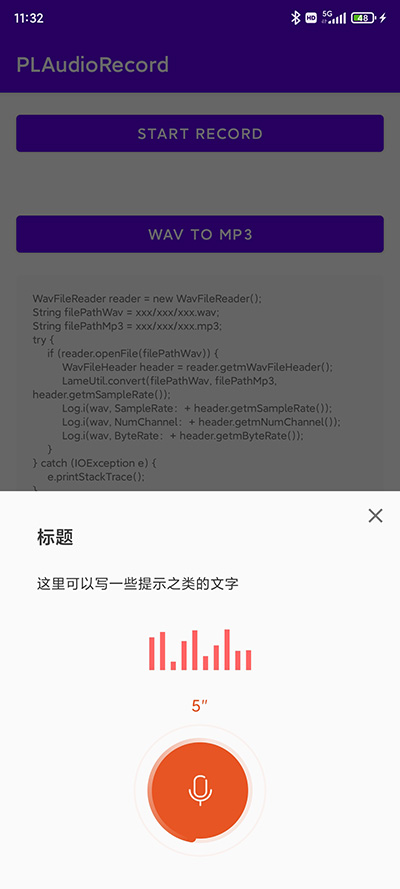 11:32
HD
5G
48
PLAudioRecord
START RECORD
WAV TO MP3
WavFileReader reader = new WavFileReader();
String filePathWav = xxx/xxx/xxx.wav;
String filePathMp3 = xxx/xxx/xxx.mp3;
try {
if (reader.openFile(filePathWav)) {
WavFileHeader header = reader.getmWavFileHeader();
LameUtil.convert(filePathWav, filePathMp3,
header.getmSampleRate());
Log.i(wav, SampleRate： + header.getmSampleRate());
Log.i(wav, NumChannel： + header.getmNumChannel());
Log.i(wav, ByteRate： + header.getmByteRate());
}
} catch (IOException e) {
e.printStackTrace();
}
标题
这里可以写一些提示之类的文字
5″